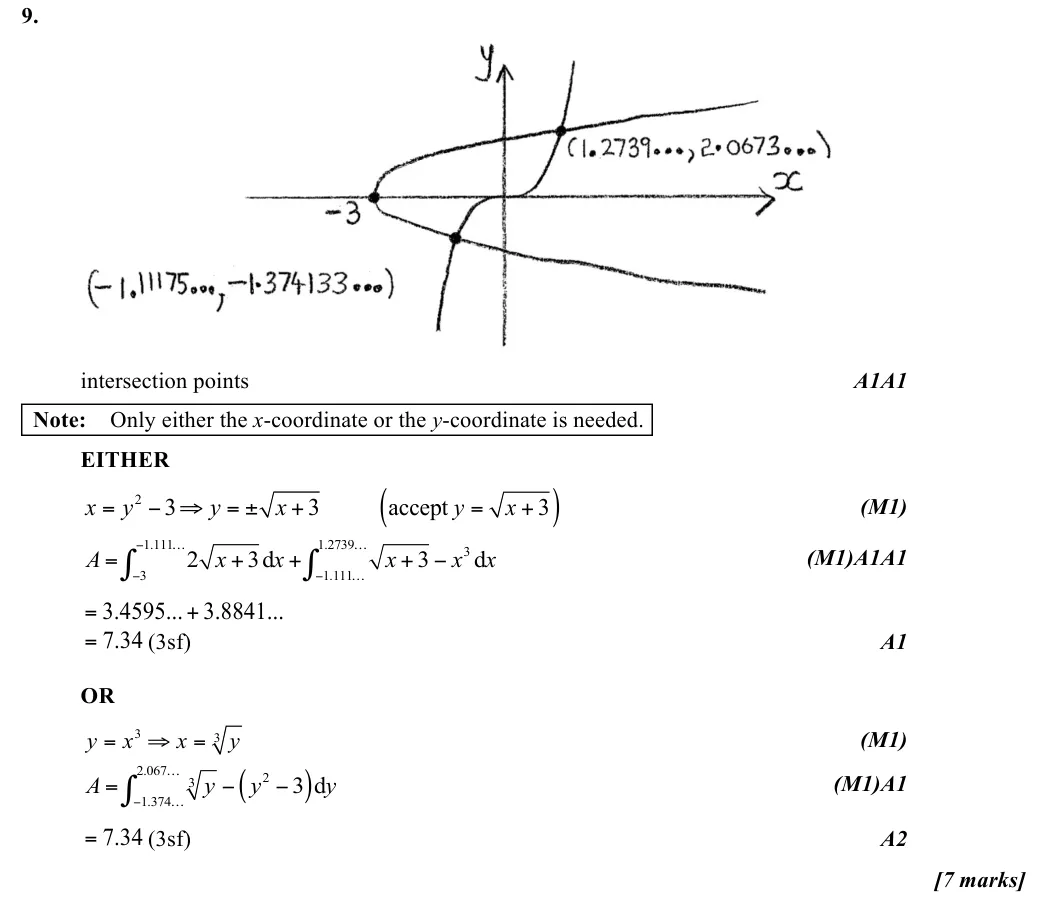 9.
y
(1.2739..., 2.0673...)
x
-3
(-1.11175..., -1.374133...)
intersection points A1A1
Note: Only either the x-coordinate or the y-coordinate is needed.
EITHER
x = y² − 3 ⇒ y = ±√(x + 3) (accept y = √(x + 3)) (M1)
A = ∫_{−3}^{−1.111...} 2√(x + 3) dx + ∫_{−1.111...}^{1.2739...} √(x + 3) − x³ dx (M1)A1A1
= 3.4595... + 3.8841...
= 7.34 (3sf) A1
OR
y = x³ ⇒ x = ∛y (M1)
A = ∫_{−1.374...}^{2.067...} ∛y − (y² − 3) dy (M1)A1
= 7.34 (3sf) A2
[7 marks]